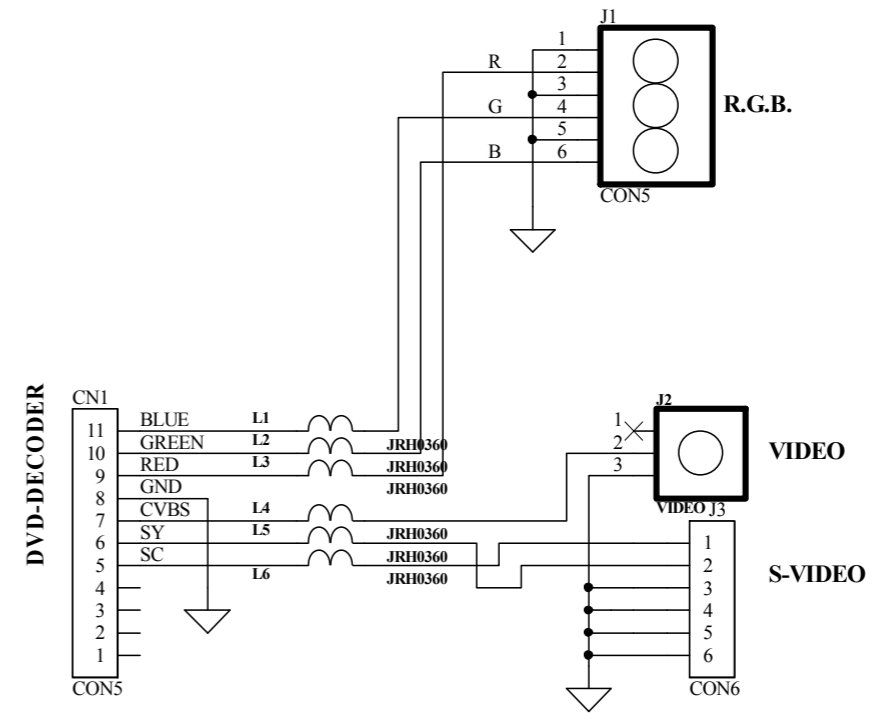 J1
1
R 2
3
G 4
5
B 6
R.G.B.
CON5
DVD-DECODER
CN1
11 BLUE L1
10 GREEN L2 JRH0360
9 RED L3 JRH0360
8 GND JRH0360
7 CVBS L4
6 SY L5 JRH0360
5 SC JRH0360
L6 JRH0360
4
3
2
1
CON5
J2
1
2
3
VIDEO
VIDEO
J3
1
2
3
4
5
6
S-VIDEO
CON6